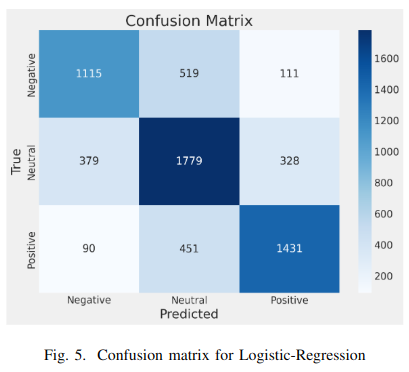 Confusion Matrix
Negative 1115 519 111 1600
1400
1200
True Neutral 379 1779 328 1000
800
600
Positive 90 451 1431 400
200
Negative Neutral Positive
Predicted
Fig. 5. Confusion matrix for Logistic-Regression